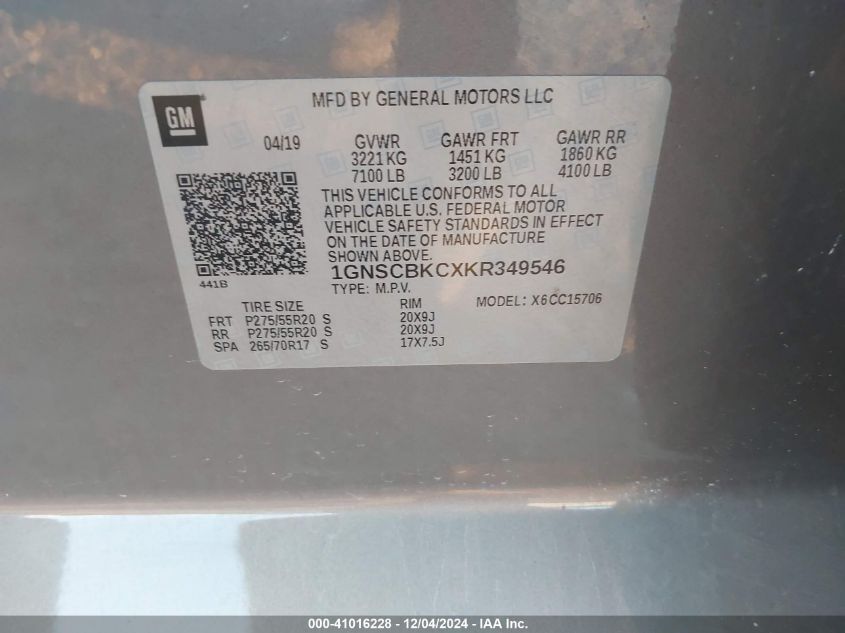 GM
MFD BY GENERAL MOTORS LLC
04/19 GVWR GAWR FRT GAWR RR
3221 KG 1451 KG 1860 KG
7100 LB 3200 LB 4100 LB
THIS VEHICLE CONFORMS TO ALL
APPLICABLE U.S. FEDERAL MOTOR
VEHICLE SAFETY STANDARDS IN EFFECT
ON THE DATE OF MANUFACTURE
SHOWN ABOVE.
441B
1GNSCBKCXKR349546
TYPE: M.P.V. MODEL: X6CC15706
TIRE SIZE RIM
FRT P275/55R20 S 20X9J
RR P275/55R20 S 20X9J
SPA 265/70R17 S 17X7.5J
000-41016228 - 12/04/2024 - IAA Inc.